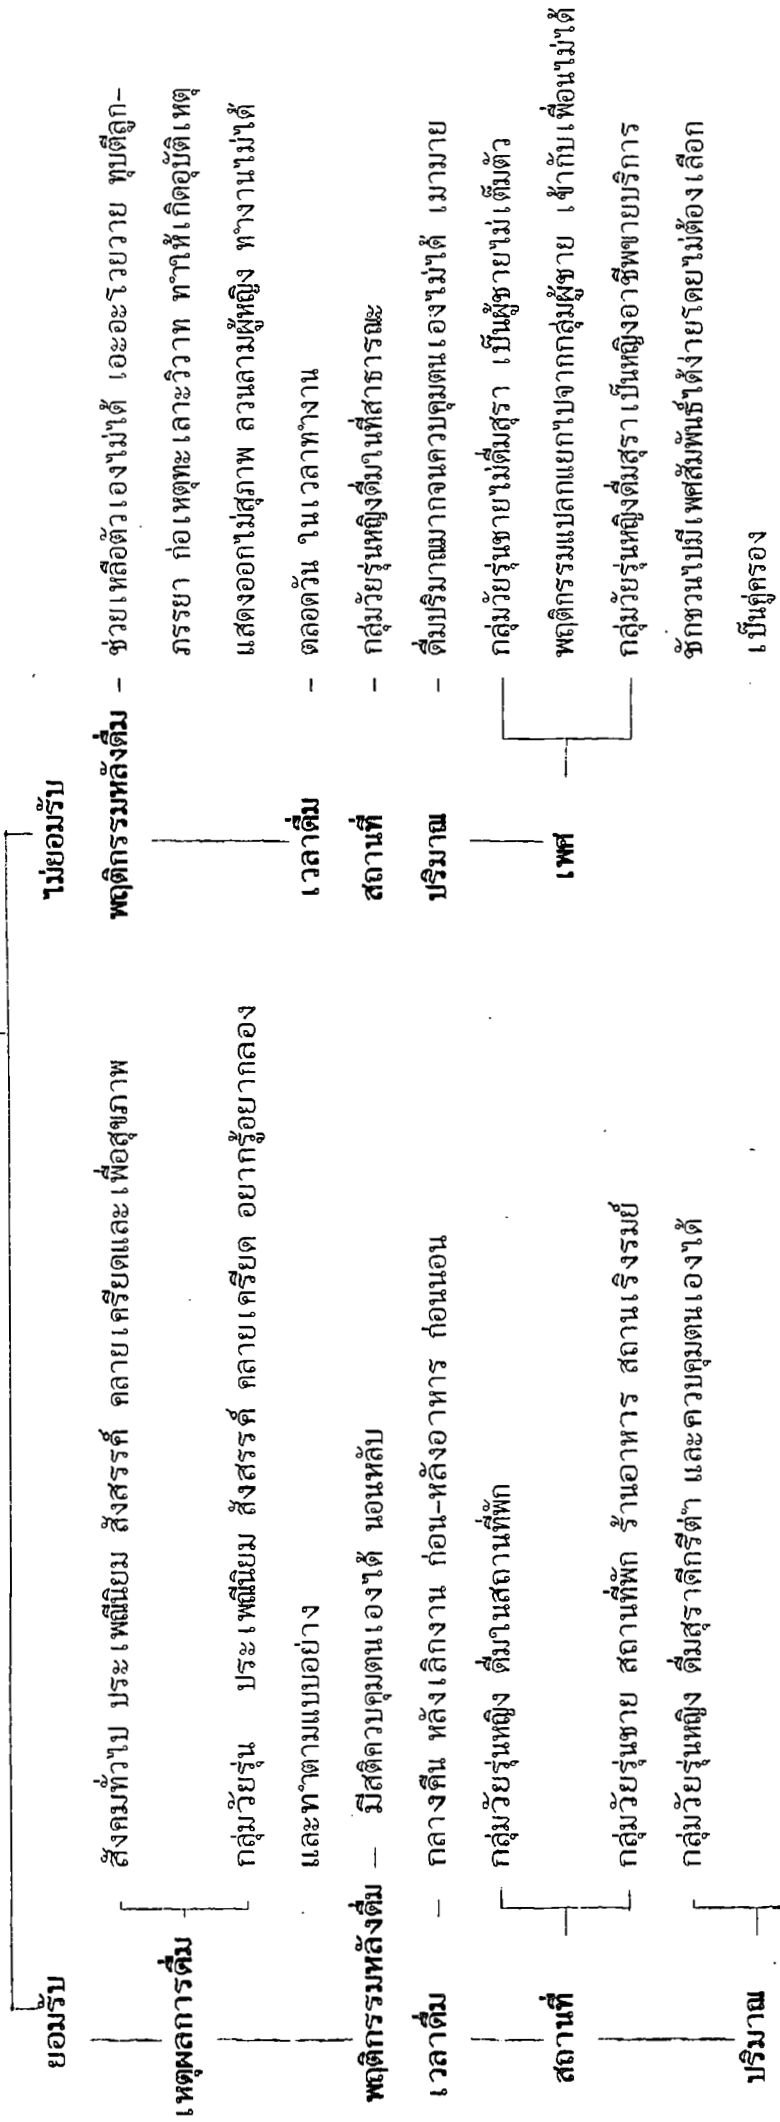 ยอมรับ
เหตุผลการดื่ม
สังคมทั่วไป ประเพณีนิยม สังสรรค์ คลายเครียดและเพื่อสุขภาพ
กลุ่มวัยรุ่น ประเพณีนิยม สังสรรค์ คลายเครียด อยากรู้อยากลอง
และทำตามแบบอย่าง
พฤติกรรมหลังดื่ม — มีสติควบคุมตนเองได้ นอนหลับ
เวลาดื่ม - กลางคืน หลังเลิกงาน ก่อน-หลังอาหาร ก่อนนอน
สถานที่
กลุ่มวัยรุ่นหญิง ดื่มในสถานที่พัก
กลุ่มวัยรุ่นชาย สถานที่พัก ร้านอาหาร สถานเริงรมย์
ปริมาณ
กลุ่มวัยรุ่นหญิง ดื่มสุราดีกรีต่ำ และควบคุมตนเองได้
ไม่ยอมรับ
พฤติกรรมหลังดื่ม - ช่วยเหลือตัวเองไม่ได้ เอะอะโวยวาย ทุบตีลูก-
ภรรยา ก่อเหตุทะเลาะวิวาท ทำให้เกิดอุบัติเหตุ
แสดงออกไม่สุภาพ ลวนลามผู้หญิง ทำงานไม่ได้
เวลาดื่ม - ตลอดวัน ในเวลาทำงาน
สถานที่ - กลุ่มวัยรุ่นหญิงดื่มในที่สาธารณะ
ปริมาณ - ดื่มปริมาณมากจนควบคุมตนเองไม่ได้ เมามาย
เพศ
กลุ่มวัยรุ่นชายไม่ดื่มสุรา เป็นผู้ชายไม่เต็มตัว
พฤติกรรมแปลกแยกไปจากกลุ่มผู้ชาย เข้ากับเพื่อนไม่ได้
กลุ่มวัยรุ่นหญิงดื่มสุราเป็นหญิงอาชีพขายบริการ
ชักชวนไปมีเพศสัมพันธ์ได้ง่ายโดยไม่ต้องเลือก
เป็นคู่ครอง